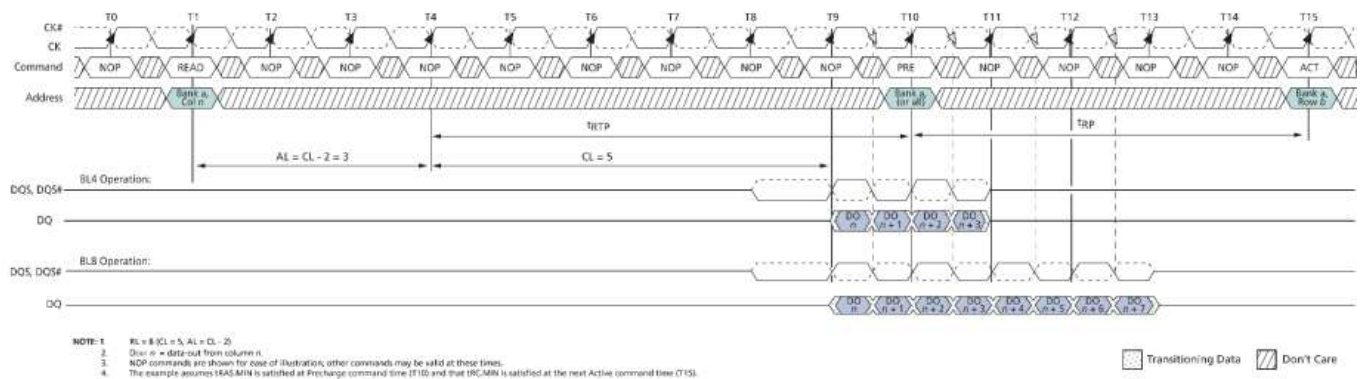 T0 T1 T2 T3 T4 T5 T6 T7 T8 T9 T10 T11 T12 T13 T14 T15
CK#
CK
Command NOP READ NOP NOP NOP NOP NOP NOP NOP NOP PRE NOP NOP NOP NOP ACT
Address Bank a, Col n Bank a, (or all) Bank a, Row b
tRTP tRP
AL = CL - 2 = 3 CL = 5
BL4 Operation:
DQS, DQS#
DQ DO n DO n + 1 DO n + 2 DO n + 3
BL8 Operation:
DQS, DQS#
DQ DO n DO n + 1 DO n + 2 DO n + 3 DO n + 4 DO n + 5 DO n + 6 DO n + 7
NOTE: 1 RL = 8 (CL = 5, AL = CL - 2)
2. DOUT n = data-out from column n.
3. NOP commands are shown for ease of illustration; other commands may be valid at these times.
4. The example assumes tRAS.MIN is satisfied at Precharge command time (T10) and that tRC.MIN is satisfied at the next Active command time (T15).
Transitioning Data Don't Care